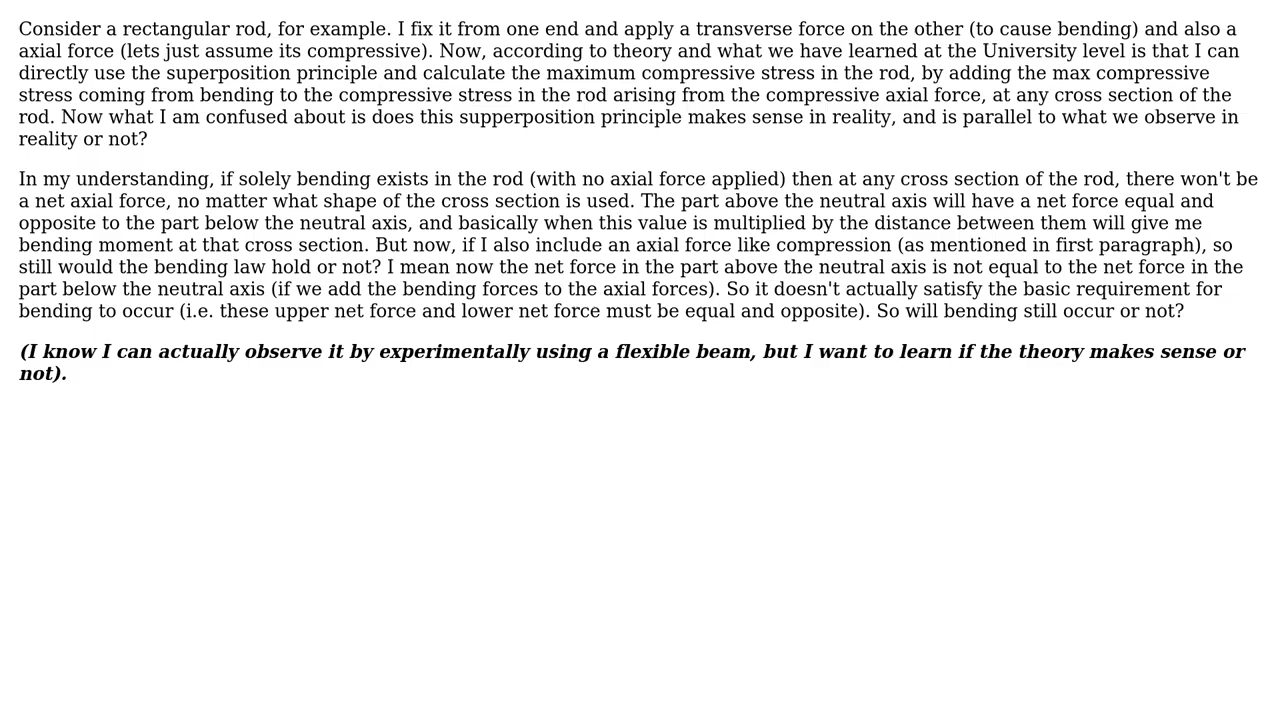 Consider a rectangular rod, for example. I fix it from one end and apply a transverse force on the other (to cause bending) and also a
axial force (lets just assume its compressive). Now, according to theory and what we have learned at the University level is that I can
directly use the superposition principle and calculate the maximum compressive stress in the rod, by adding the max compressive
stress coming from bending to the compressive stress in the rod arising from the compressive axial force, at any cross section of the
rod. Now what I am confused about is does this supperposition principle makes sense in reality, and is parallel to what we observe in
reality or not?
In my understanding, if solely bending exists in the rod (with no axial force applied) then at any cross section of the rod, there won't be
a net axial force, no matter what shape of the cross section is used. The part above the neutral axis will have a net force equal and
opposite to the part below the neutral axis, and basically when this value is multiplied by the distance between them will give me
bending moment at that cross section. But now, if I also include an axial force like compression (as mentioned in first paragraph), so
still would the bending law hold or not? I mean now the net force in the part above the neutral axis is not equal to the net force in the
part below the neutral axis (if we add the bending forces to the axial forces). So it doesn't actually satisfy the basic requirement for
bending to occur (i.e. these upper net force and lower net force must be equal and opposite). So will bending still occur or not?
(I know I can actually observe it by experimentally using a flexible beam, but I want to learn if the theory makes sense or
not).